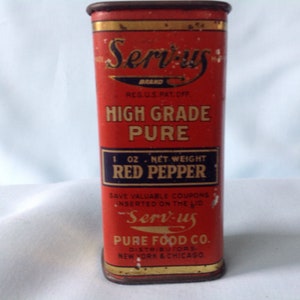 Serv-us
BRAND
REG. U.S. PAT. OFF.
HIGH GRADE
PURE
OZ. NET WEIGHT
RED PEPPER
SAVE VALUABLE COUPONS
INSERTED ON THE LID
Serv-us
PURE FOOD CO.
DISTRIBUTORS
NEW YORK & CHICAGO.